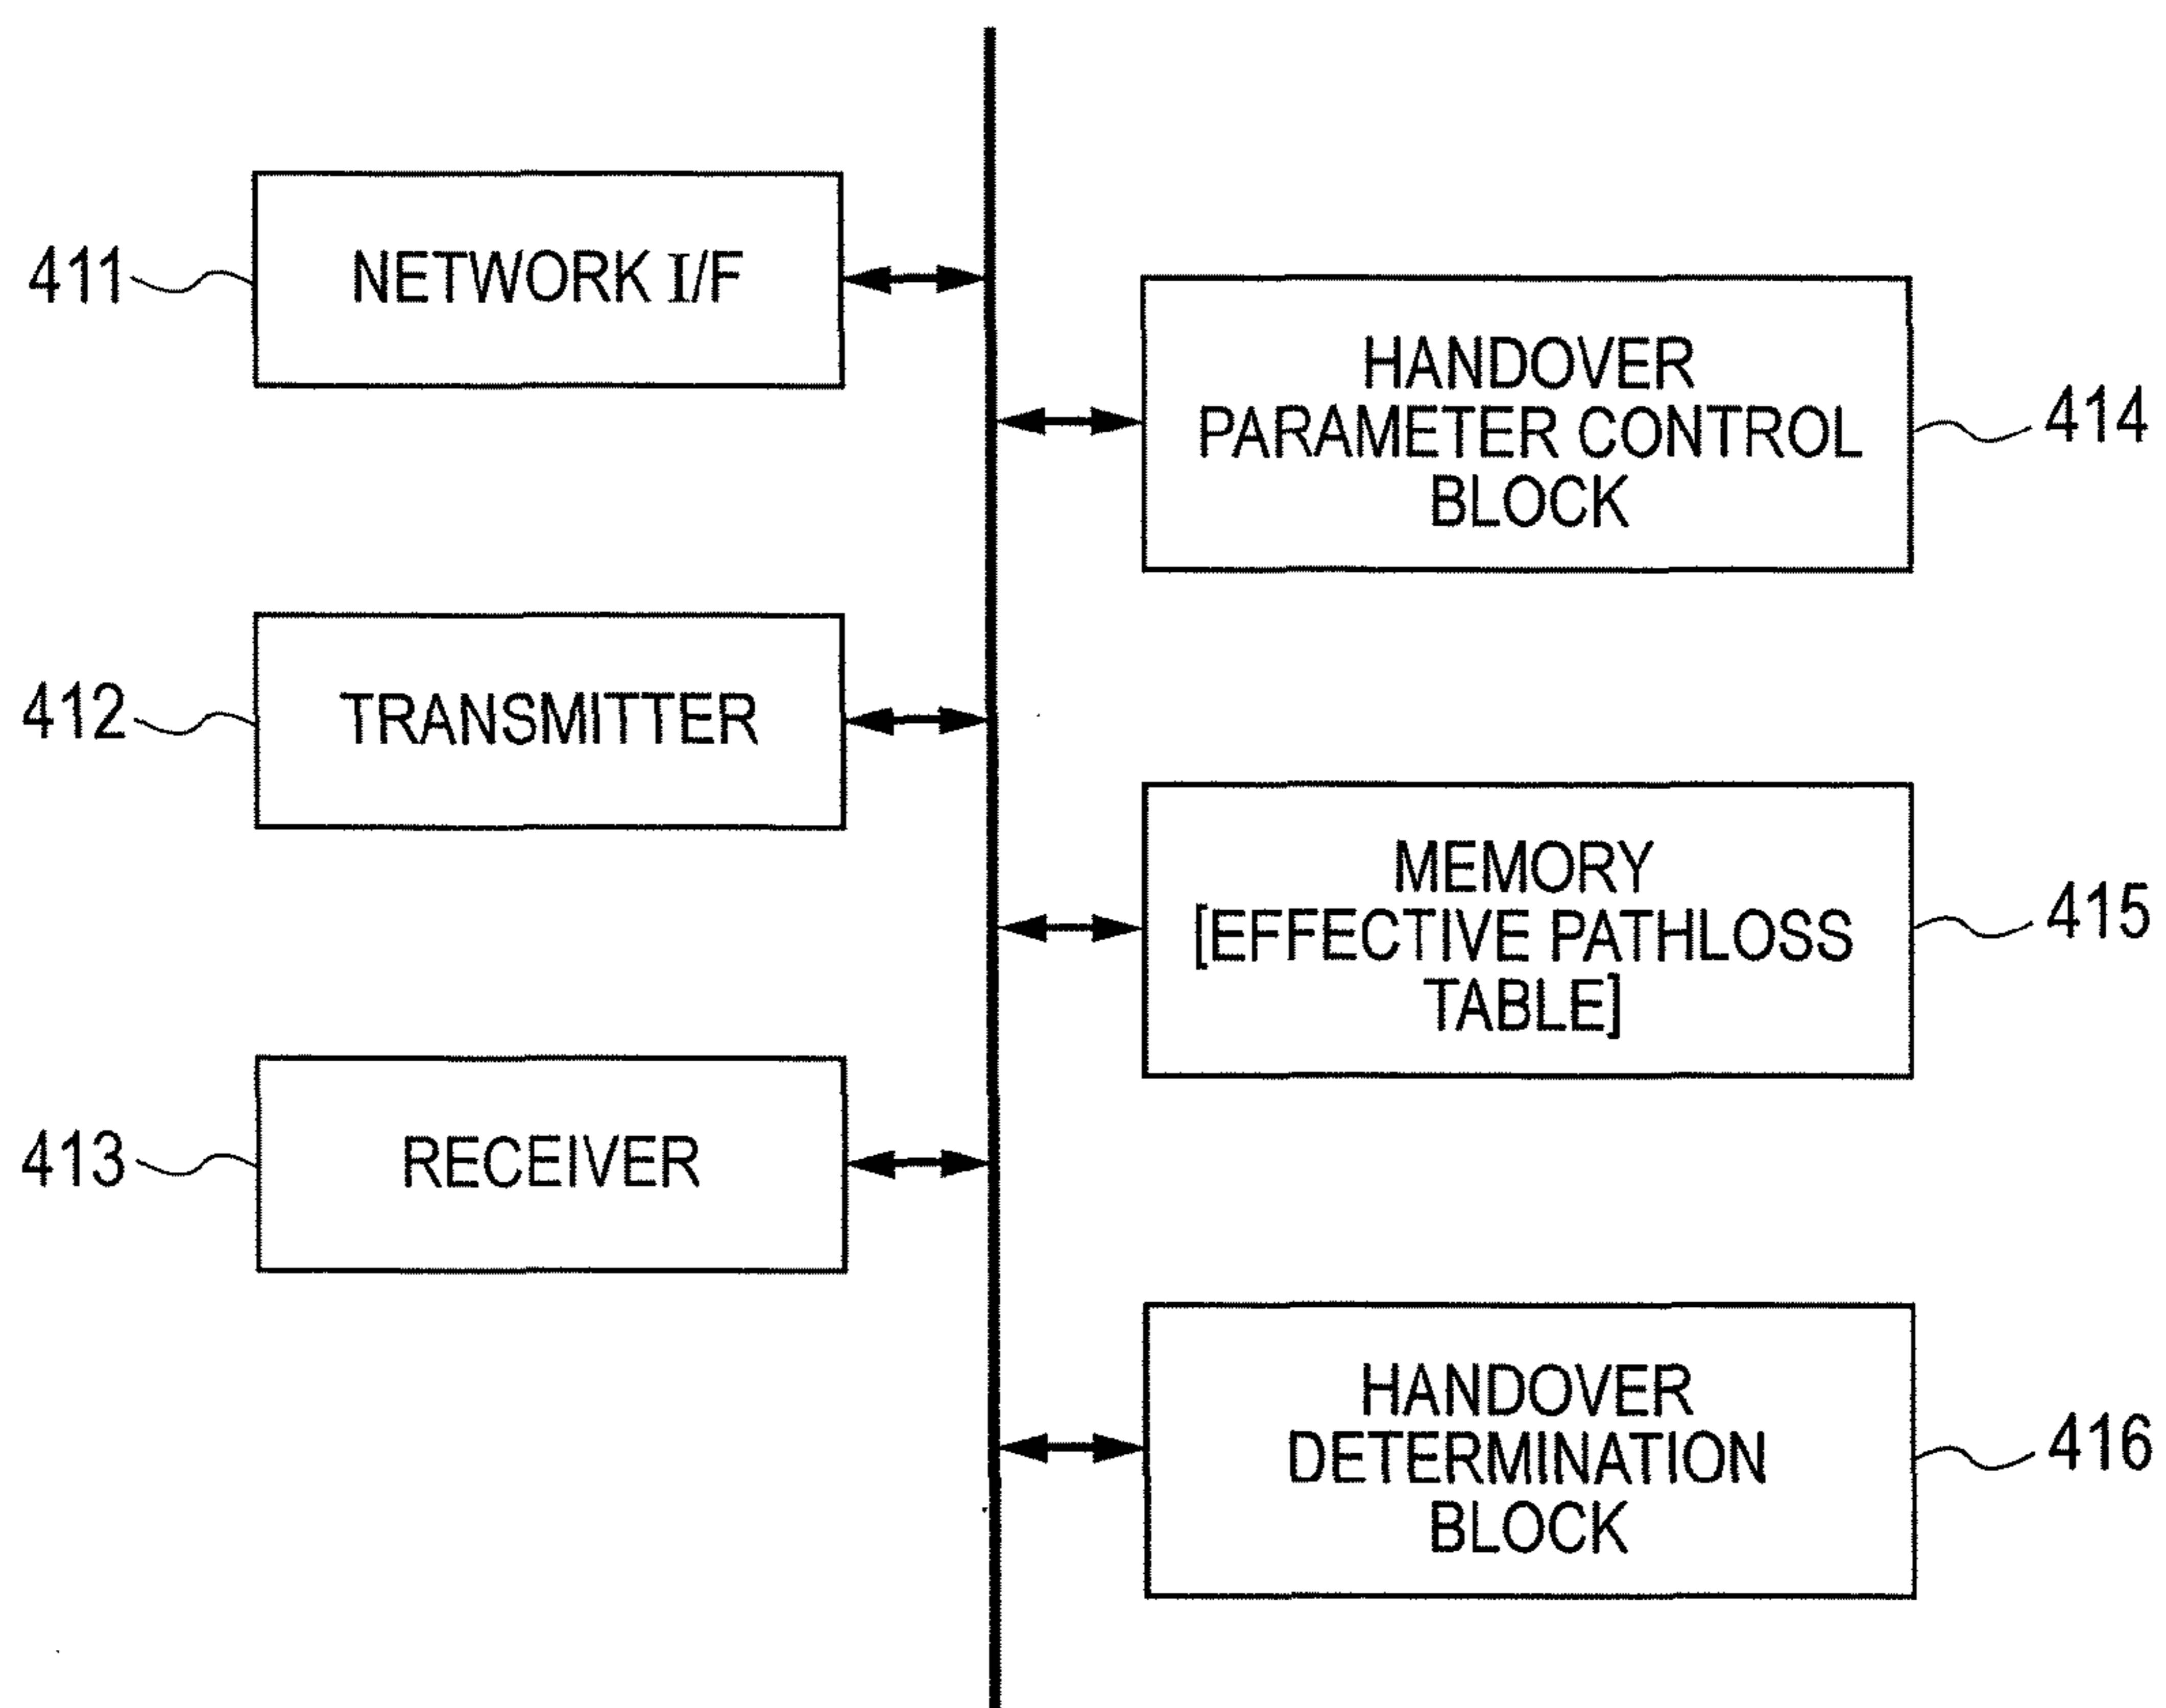 411
NETWORK I/F
HANDOVER
PARAMETER CONTROL
BLOCK
414
412
TRANSMITTER
MEMORY
[EFFECTIVE PATHLOSS
TABLE]
415
413
RECEIVER
HANDOVER
DETERMINATION
BLOCK
416